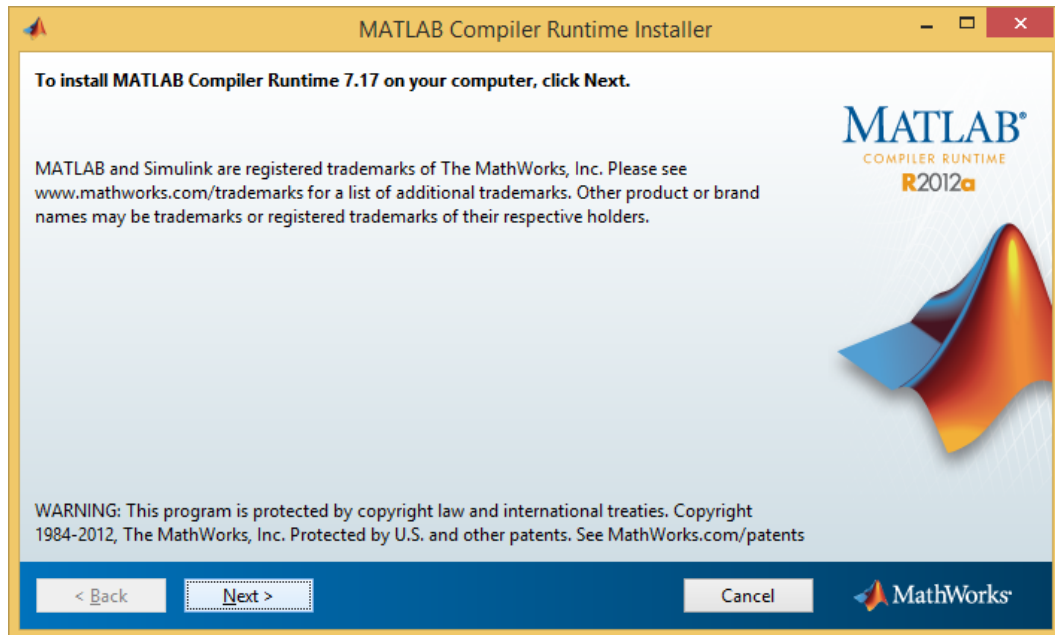 MATLAB Compiler Runtime Installer
To install MATLAB Compiler Runtime 7.17 on your computer, click Next.
MATLAB®
COMPILER RUNTIME
R2012a
MATLAB and Simulink are registered trademarks of The MathWorks, Inc. Please see
www.mathworks.com/trademarks for a list of additional trademarks. Other product or brand
names may be trademarks or registered trademarks of their respective holders.
WARNING: This program is protected by copyright law and international treaties. Copyright
1984-2012, The MathWorks, Inc. Protected by U.S. and other patents. See MathWorks.com/patents
< Back
Next >
Cancel
MathWorks®